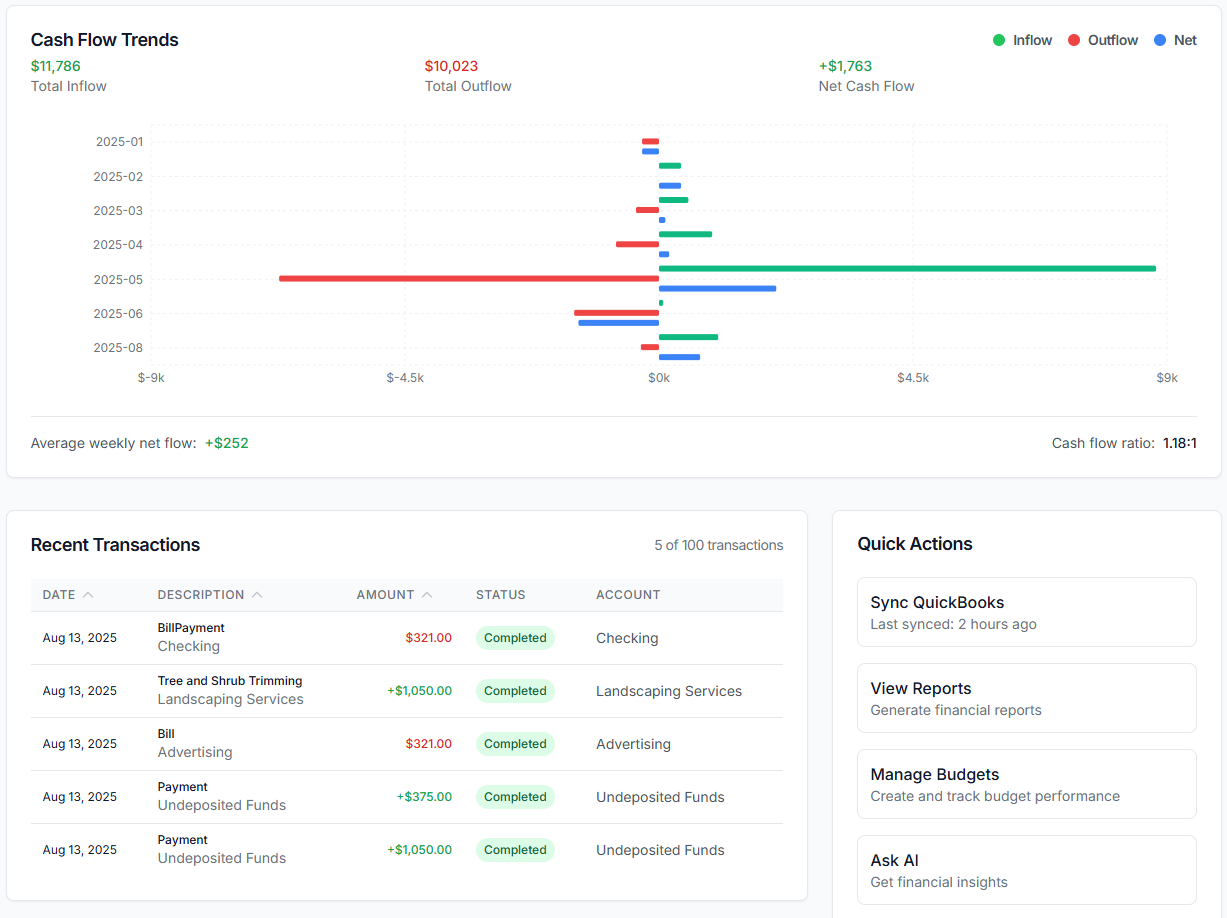 Cash Flow Trends
Inflow Outflow Net
$11,786 $10,023 +$1,763
Total Inflow Total Outflow Net Cash Flow
2025-01
2025-02
2025-03
2025-04
2025-05
2025-06
2025-08
$-9k $-4.5k $0k $4.5k $9k
Average weekly net flow: +$252 Cash flow ratio: 1.18:1
Recent Transactions 5 of 100 transactions
DATE DESCRIPTION AMOUNT STATUS ACCOUNT
Aug 13, 2025 BillPayment $321.00 Completed Checking
Checking
Aug 13, 2025 Tree and Shrub Trimming +$1,050.00 Completed Landscaping Services
Landscaping Services
Aug 13, 2025 Bill $321.00 Completed Advertising
Advertising
Aug 13, 2025 Payment +$375.00 Completed Undeposited Funds
Undeposited Funds
Aug 13, 2025 Payment +$1,050.00 Completed Undeposited Funds
Undeposited Funds
Quick Actions
Sync QuickBooks
Last synced: 2 hours ago
View Reports
Generate financial reports
Manage Budgets
Create and track budget performance
Ask AI
Get financial insights